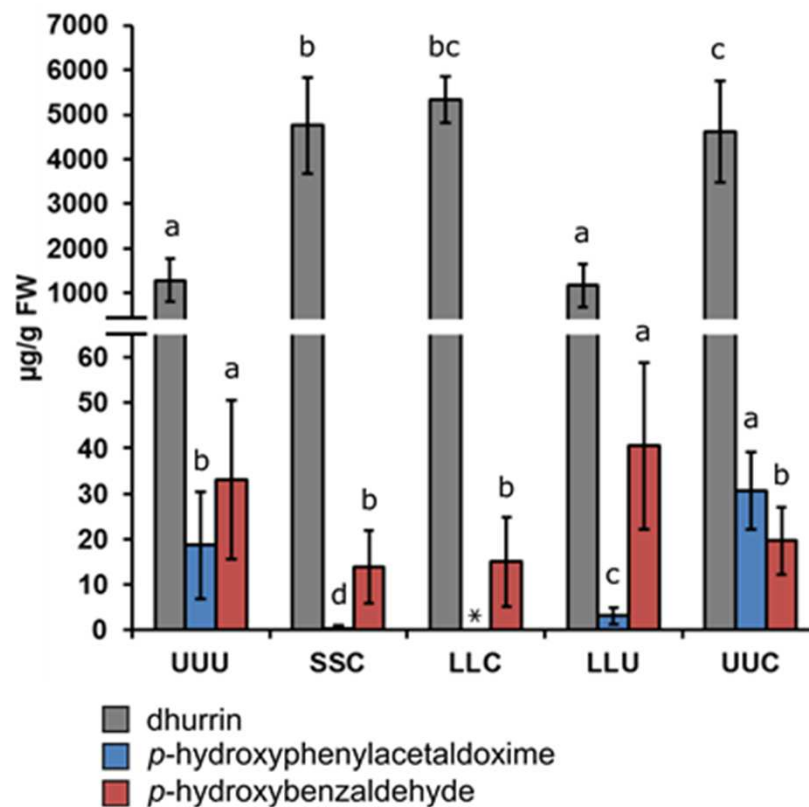 7000
6000
5000
4000
3000
2000
1000
60
50
40
30
20
10
0
µg/g FW
a
b
a
b
d
b
bc
*
b
a
c
a
c
a
b
UUU SSC LLC LLU UUC
dhurrin
p-hydroxyphenylacetaldoxime
p-hydroxybenzaldehyde